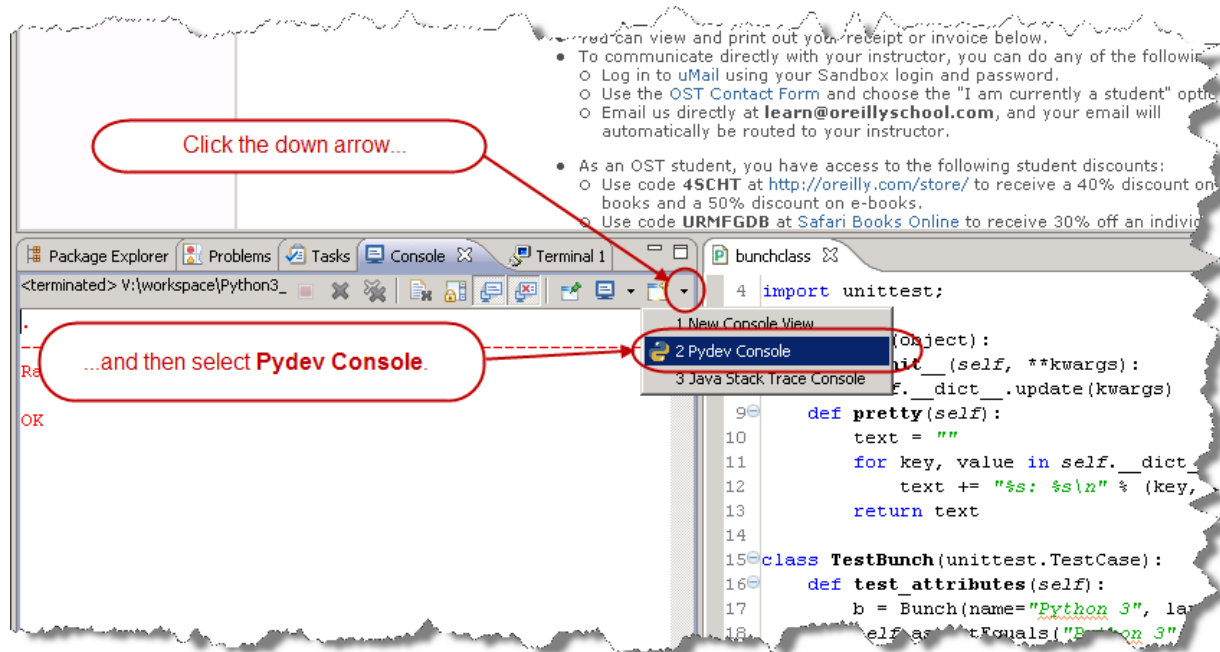 You can view and print out your receipt or invoice below.
To communicate directly with your instructor, you can do any of the
Log in to uMail using your Sandbox login and password.
Use the OST Contact Form and choose the "I am currently a student"
Email us directly at learn@oreillyschool.com, and your email will
automatically be routed to your instructor.
As an OST student, you have access to the following student discounts:
Use code 4SCHT at http://oreilly.com/store/ to receive a 40% discount on
books and a 50% discount on e-books.
Use code URMFGDB at Safari Books Online to receive 30% off an
Click the down arrow...
Package Explorer Problems Tasks Console Terminal 1
<terminated> V:\workspace\Python3_
.
...and then select Pydev Console.
OK
1 New Console View
2 Pydev Console
3 Java Stack Trace Console
bunchclass
4 import unittest;
(object):
__(self, **kwargs):
__dict__.update(kwargs)
9 def pretty(self):
10 text = ""
11 for key, value in self.__dict_
12 text += "%s: %s\n" % (key,
13 return text
14
15 class TestBunch(unittest.TestCase):
16 def test_attributes(self):
17 b = Bunch(name="Python 3",
18